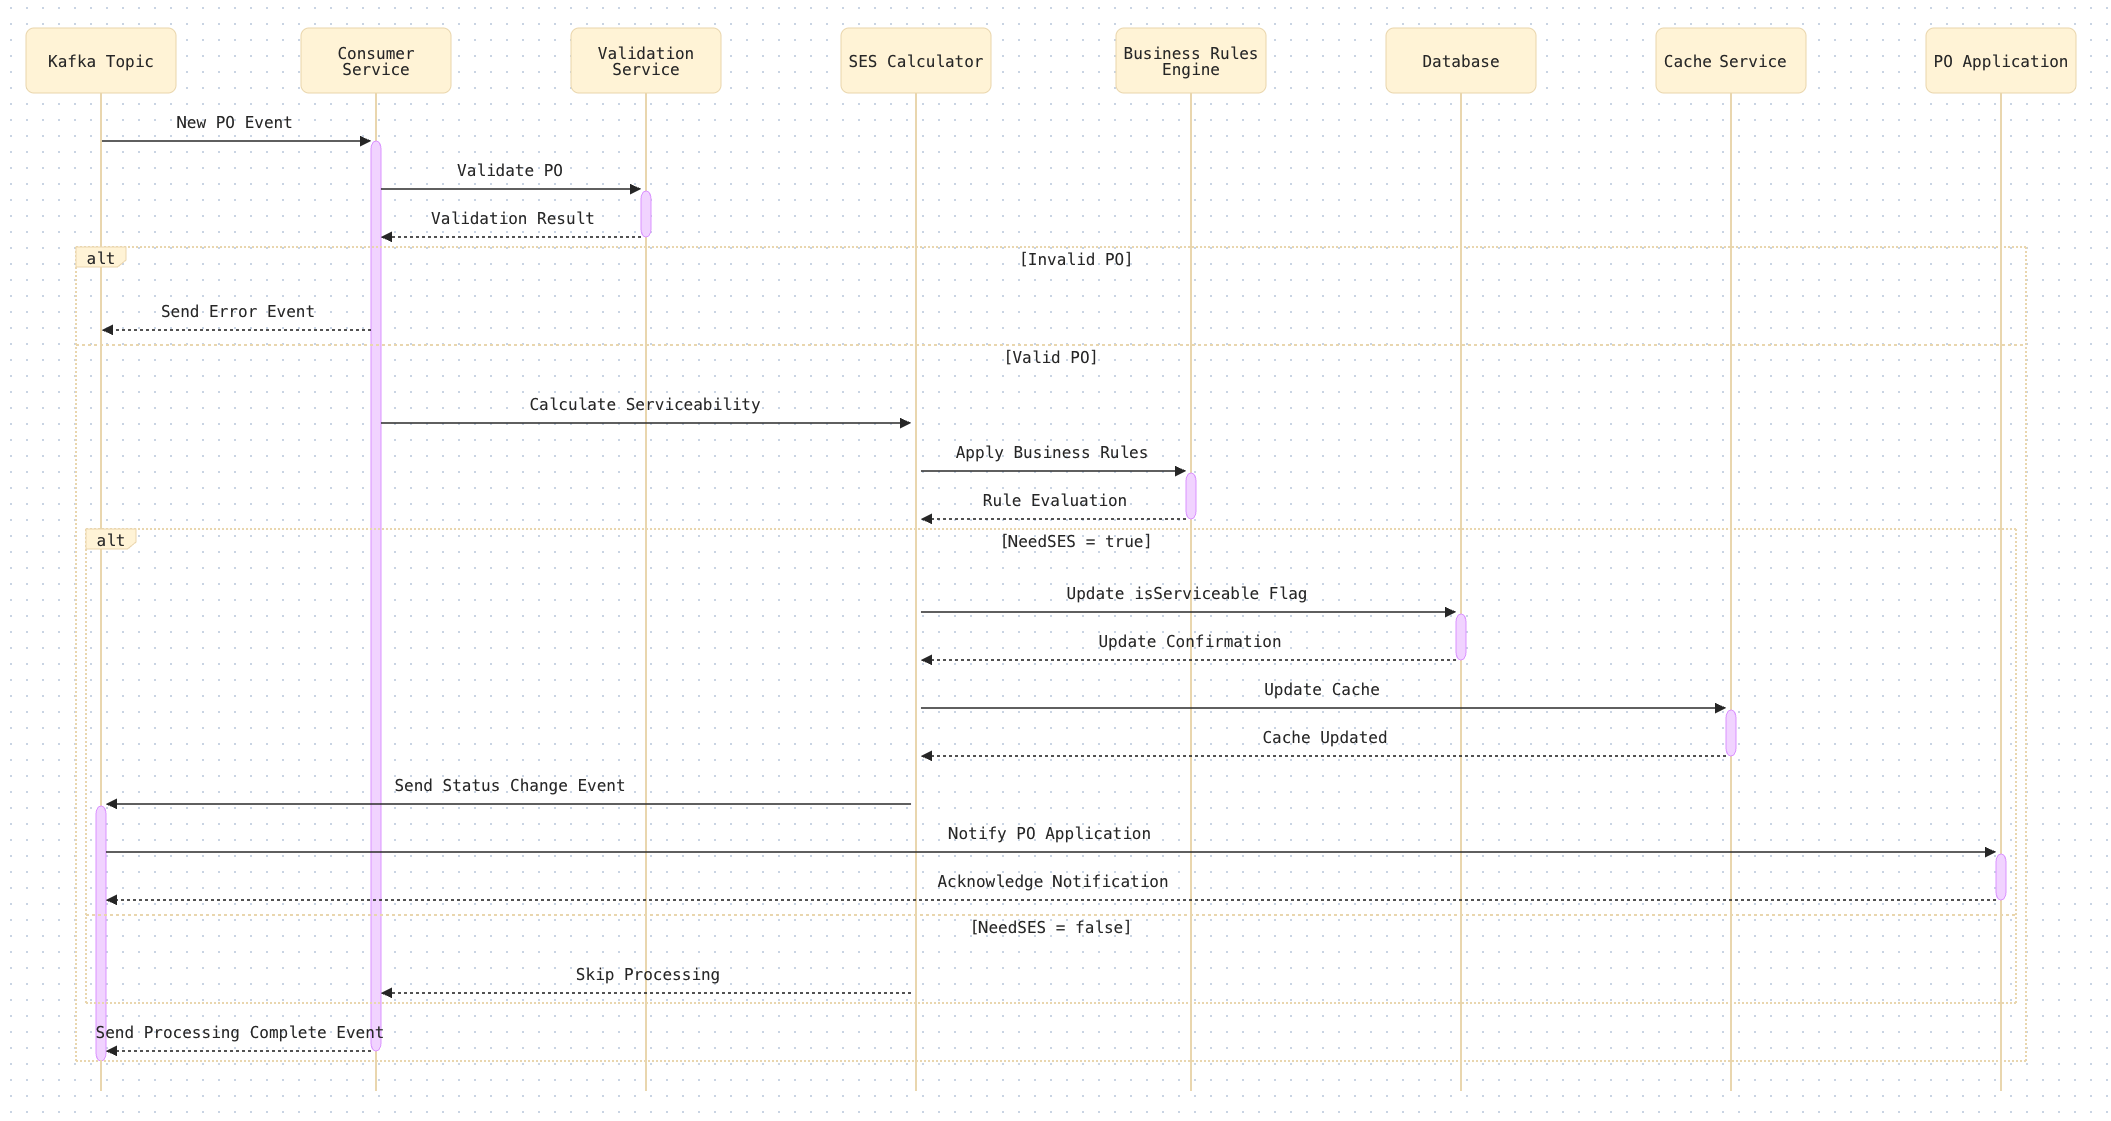 Kafka Topic
Consumer
Service
Validation
Service
SES Calculator
Business Rules
Engine
Database
Cache Service
PO Application
New PO Event
Validate PO
Validation Result
alt
[Invalid PO]
Send Error Event
[Valid PO]
Calculate Serviceability
Apply Business Rules
Rule Evaluation
alt
[NeedSES = true]
Update isServiceable Flag
Update Confirmation
Update Cache
Cache Updated
Send Status Change Event
Notify PO Application
Acknowledge Notification
[NeedSES = false]
Skip Processing
Send Processing Complete Event